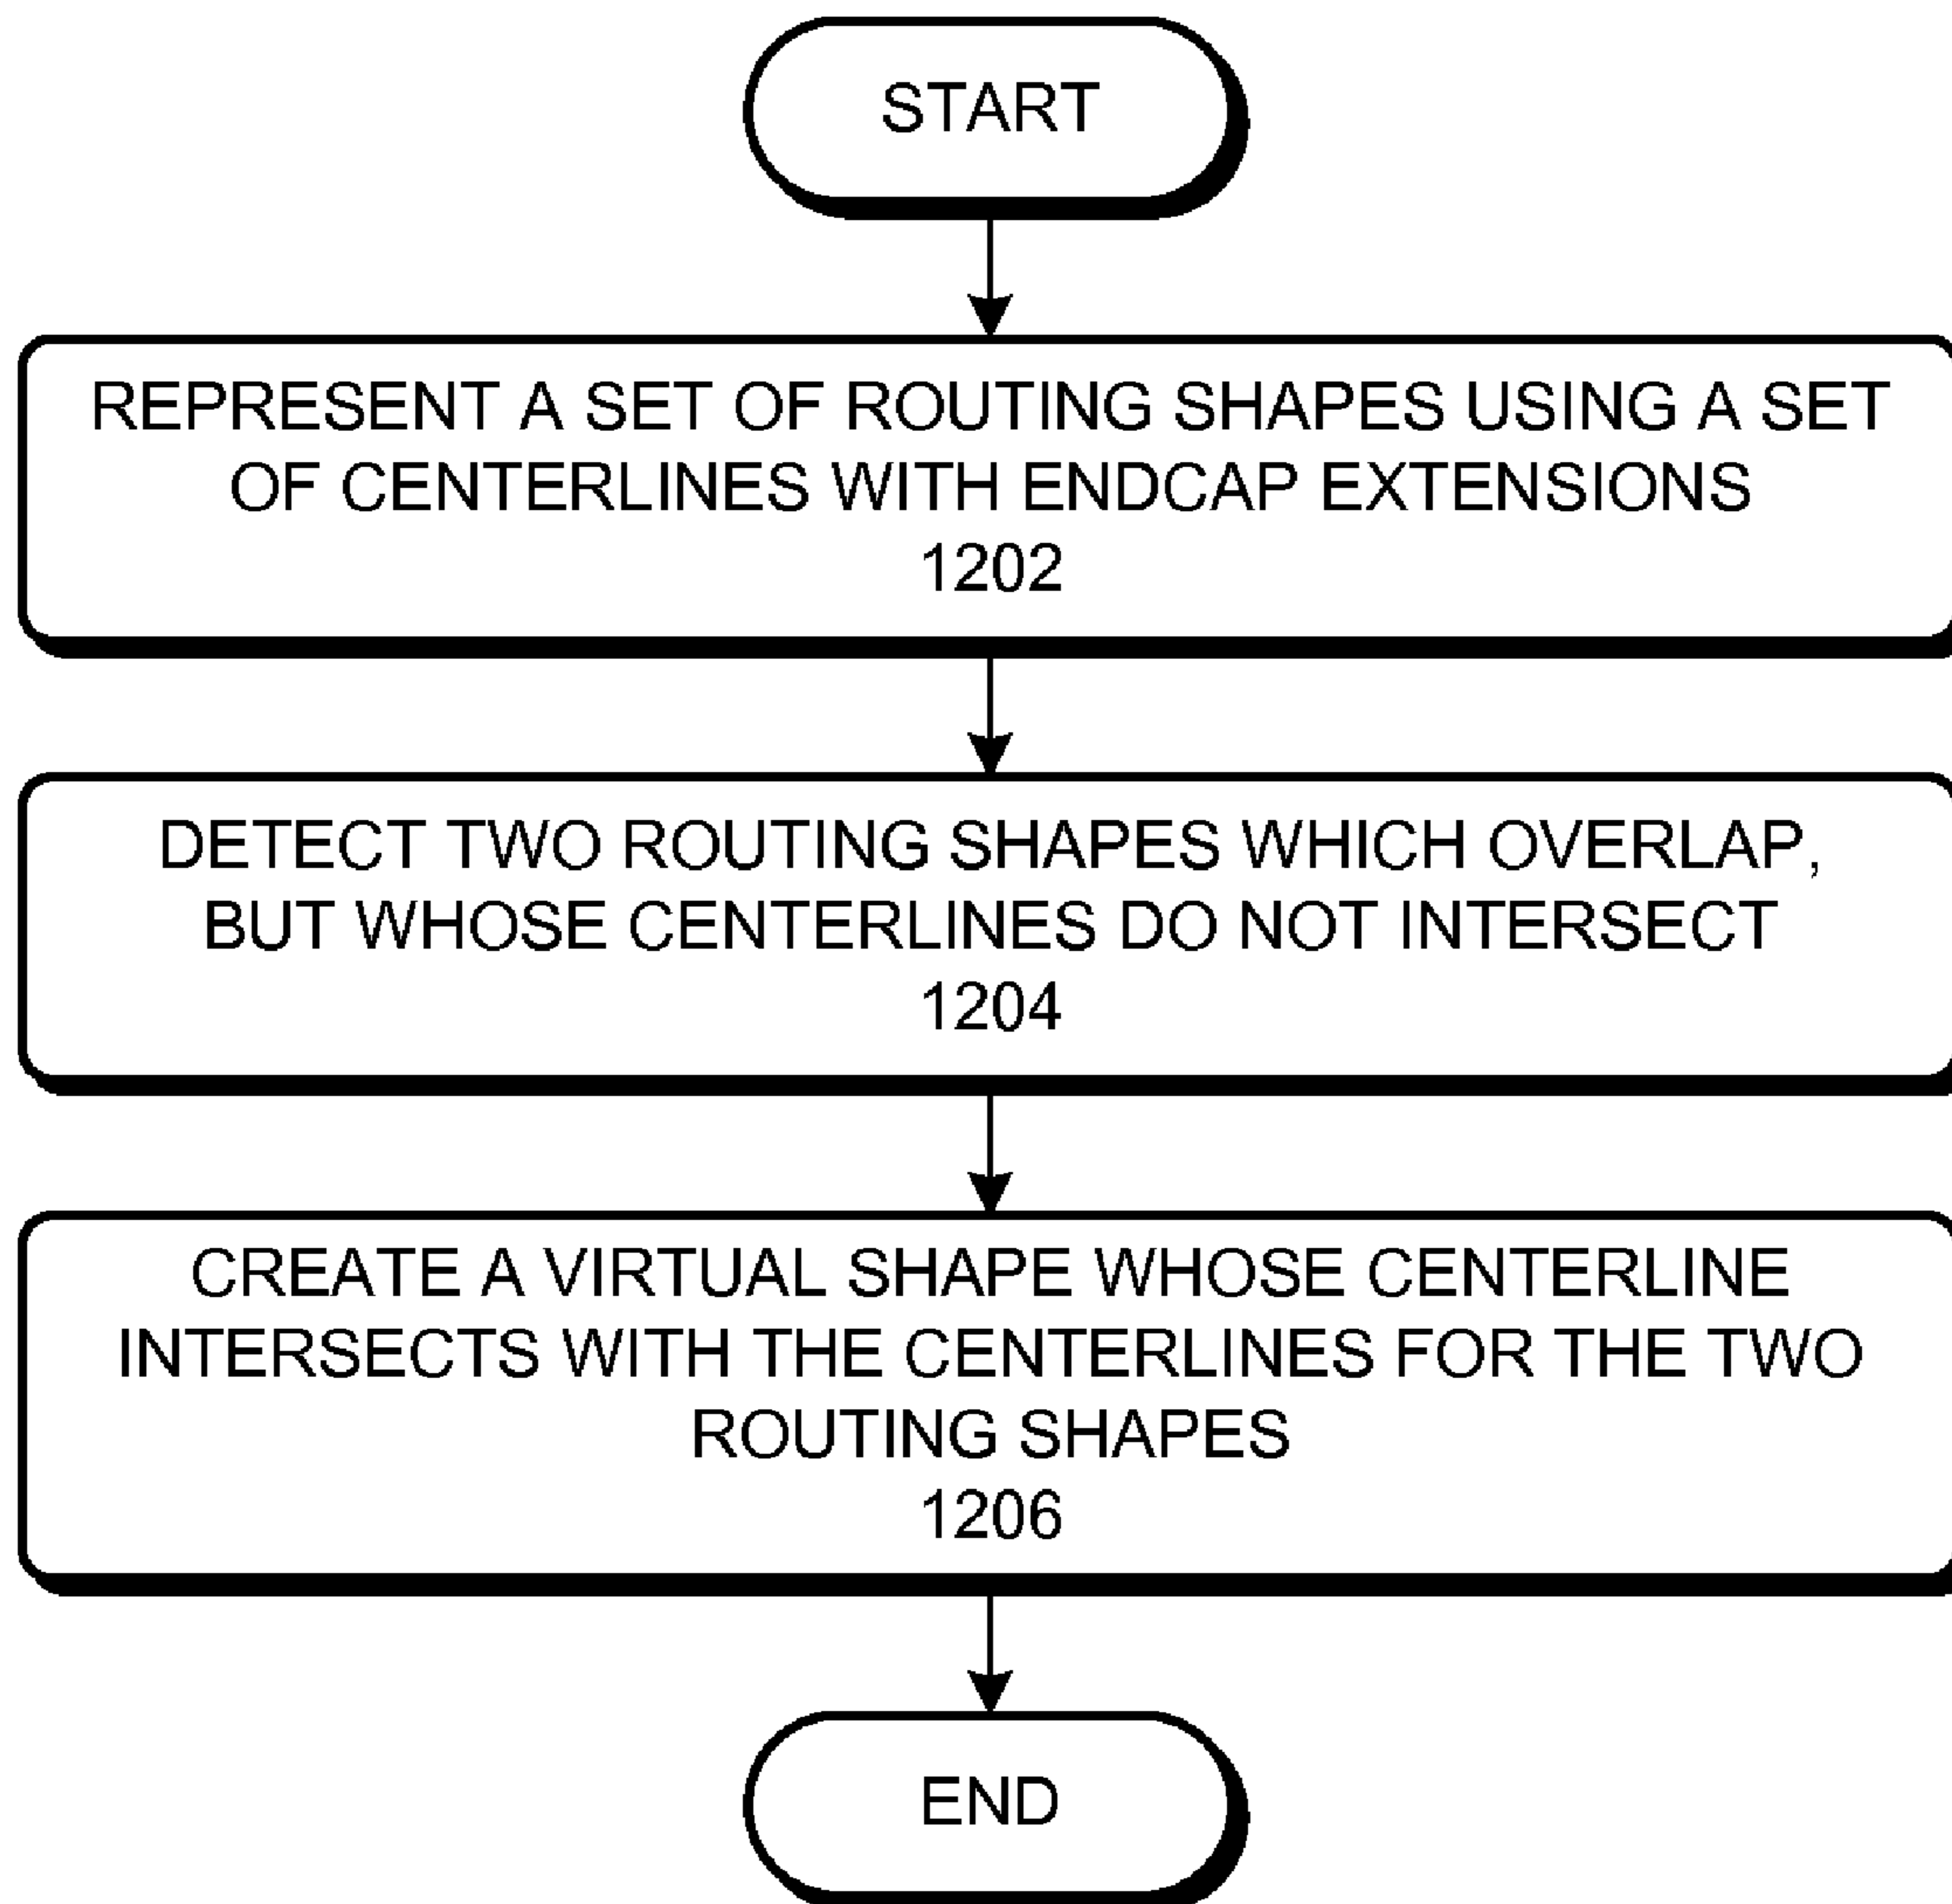 START
REPRESENT A SET OF ROUTING SHAPES USING A SET
OF CENTERLINES WITH ENDCAP EXTENSIONS
1202
DETECT TWO ROUTING SHAPES WHICH OVERLAP,
BUT WHOSE CENTERLINES DO NOT INTERSECT
1204
CREATE A VIRTUAL SHAPE WHOSE CENTERLINE
INTERSECTS WITH THE CENTERLINES FOR THE TWO
ROUTING SHAPES
1206
END